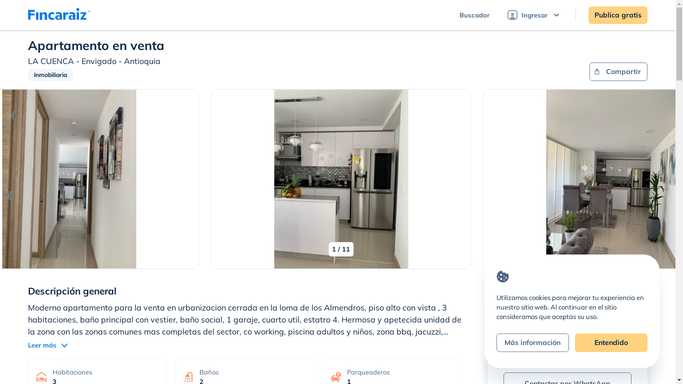 Fincaraiz
Buscador
Ingresar
Publica gratis
Apartamento en venta
LA CUENCA - Envigado - Antioquia
Inmobiliaria
Compartir
1 / 11
Descripción general
Moderno apartamento para la venta en urbanizacion cerrada en la loma de los Almendros, piso alto con vista , 3
habitaciones, baño principal con vestier, baño social, 1 garaje, cuarto util, estrato 4. Hermosa y apetecida unidad de
la zona con las zonas comunes mas completas del sector, co working, piscina adultos y niños, zona bbq, jacuzzi,...
Leer más
Habitaciones
3
Baños
2
Parqueaderos
1
Utilizamos cookies para mejorar tu experiencia en
nuestro sitio web. Al continuar en el sitio
consideramos que aceptas su uso.
Más información
Entendido
Contactar por WhatsApp